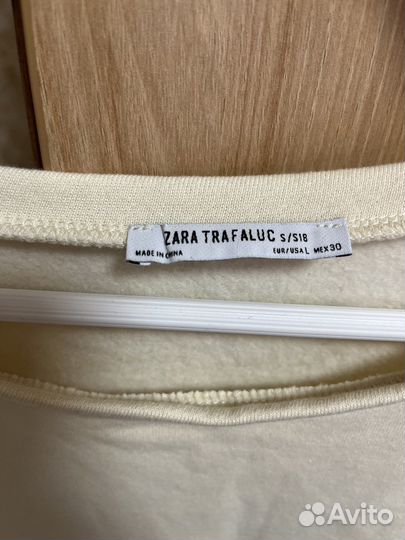 ZARA TRAFALUC S/S18
MADE IN CHINA EUR/USA L MEX 30
Avito